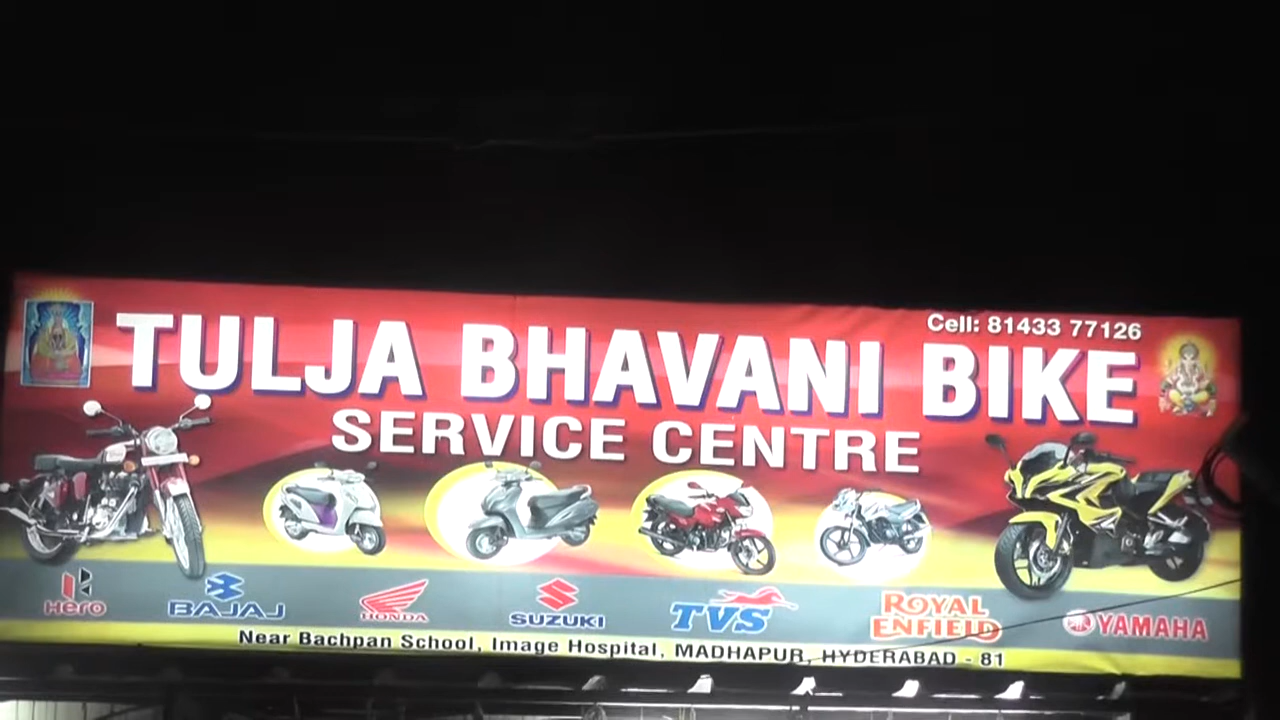 Cell: 81433 77126
TULJA BHAVANI BIKE
SERVICE CENTRE
Hero BAJAJ HONDA SUZUKI TVS ROYAL ENFIELD YAMAHA
Near Bachpan School, Image Hospital, MADHAPUR, HYDERABAD - 81